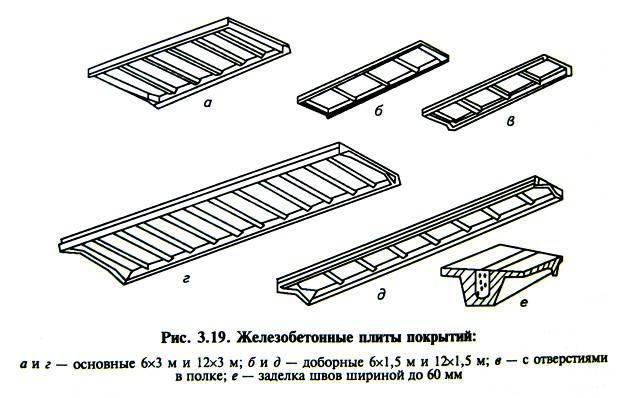 а
б
в
г
д
е
Рис. 3.19. Железобетонные плиты покрытий:
а и г — основные 6×3 м и 12×3 м; б и д — доборные 6×1,5 м и 12×1,5 м; в — с отверстиями
в полке; е — заделка швов шириной до 60 мм